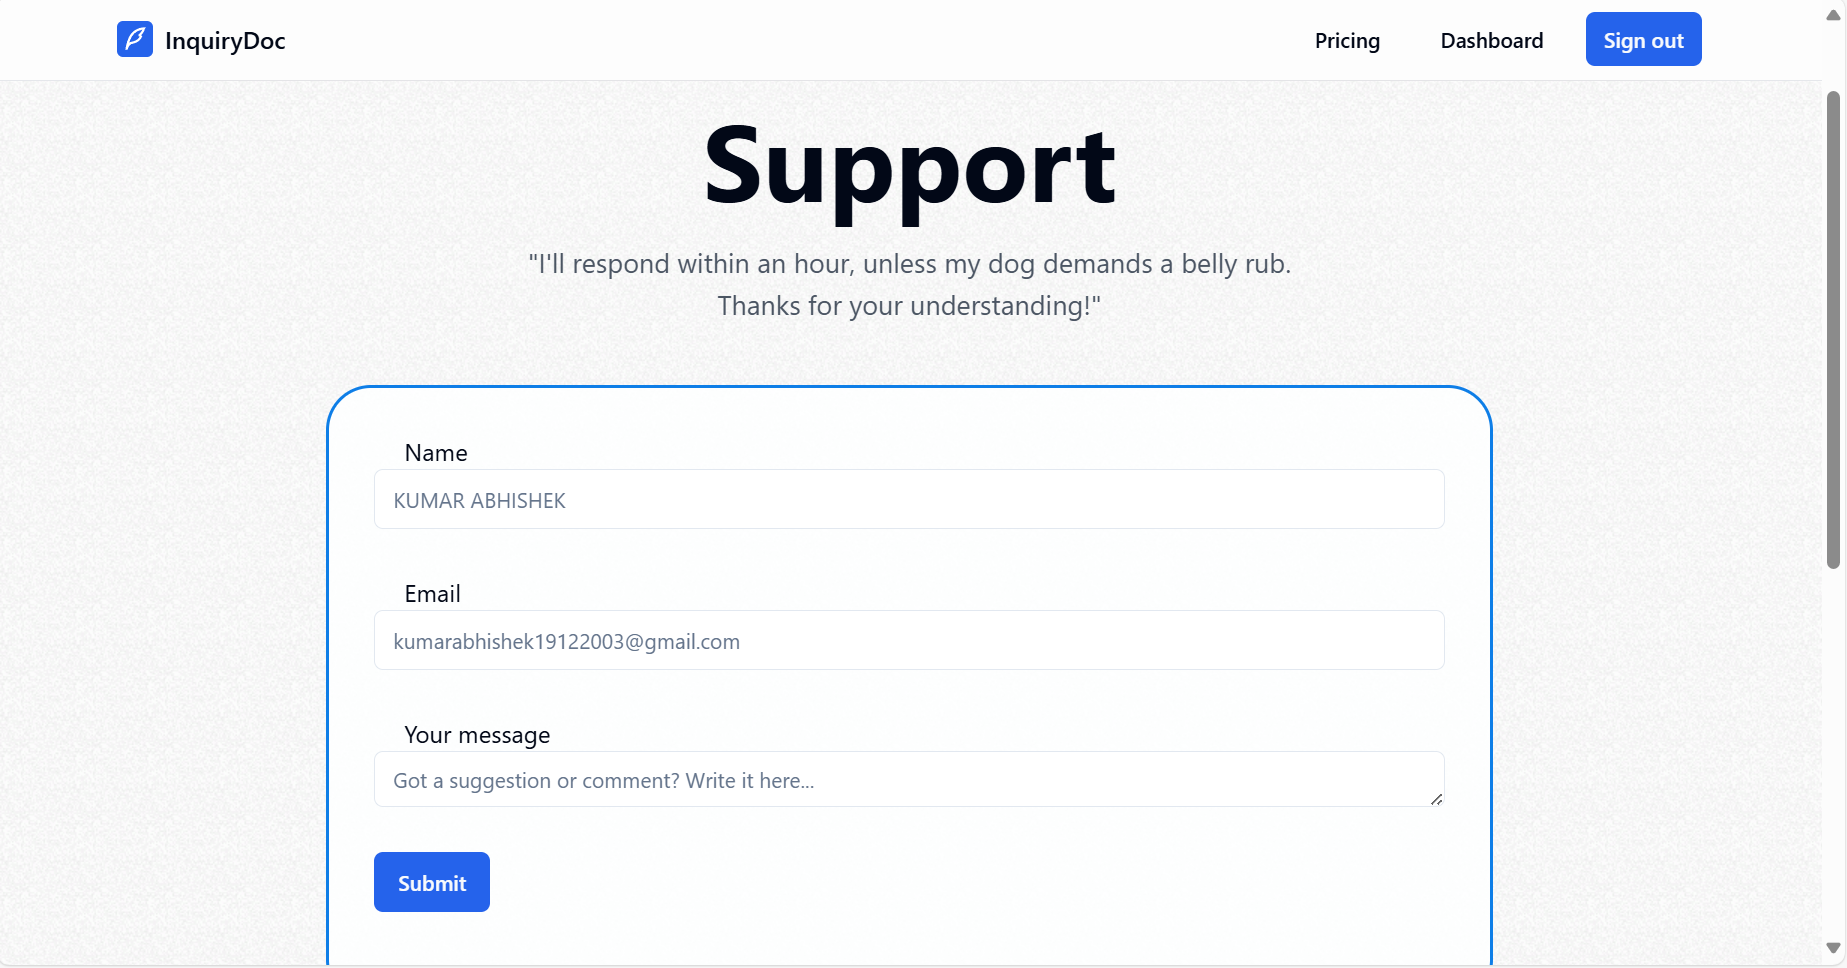 InquiryDoc
Pricing
Dashboard
Sign out
Support
"I'll respond within an hour, unless my dog demands a belly rub.
Thanks for your understanding!"
Name
KUMAR ABHISHEK
Email
kumarabhishek19122003@gmail.com
Your message
Got a suggestion or comment? Write it here...
Submit